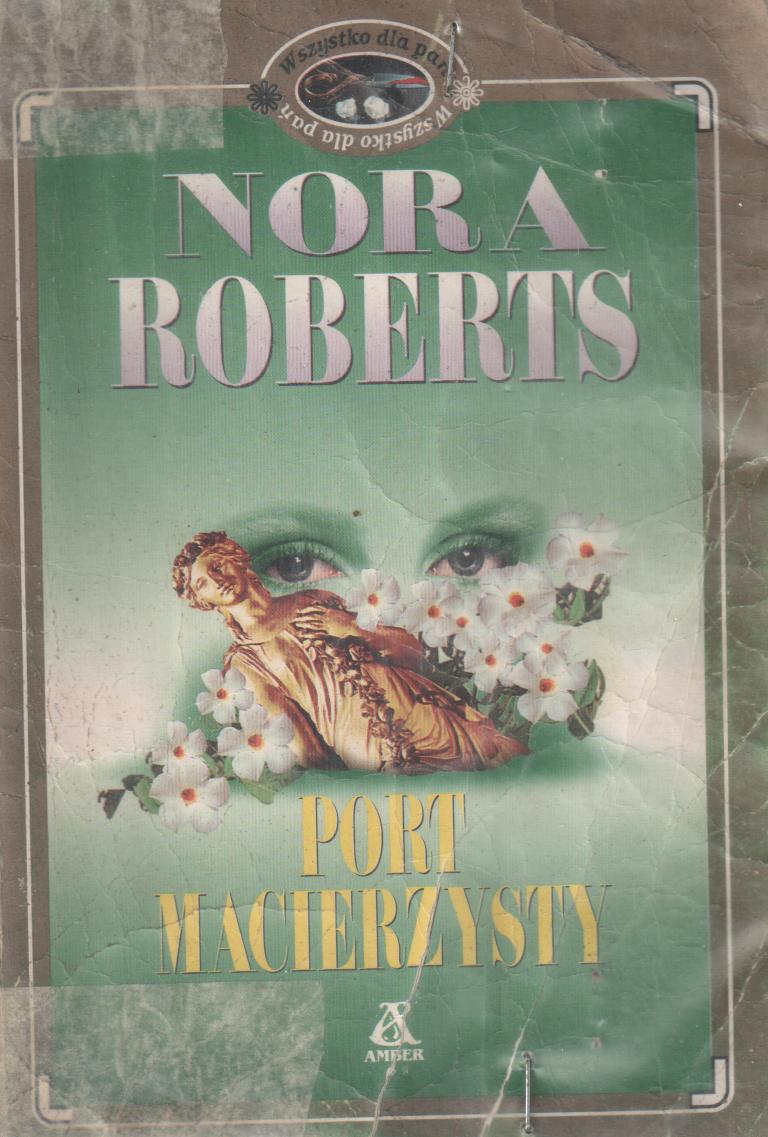 Wszystko dla pań
Wszystko dla pań
NORA
ROBERTS
PORT
MACIERZYSTY
AMBER